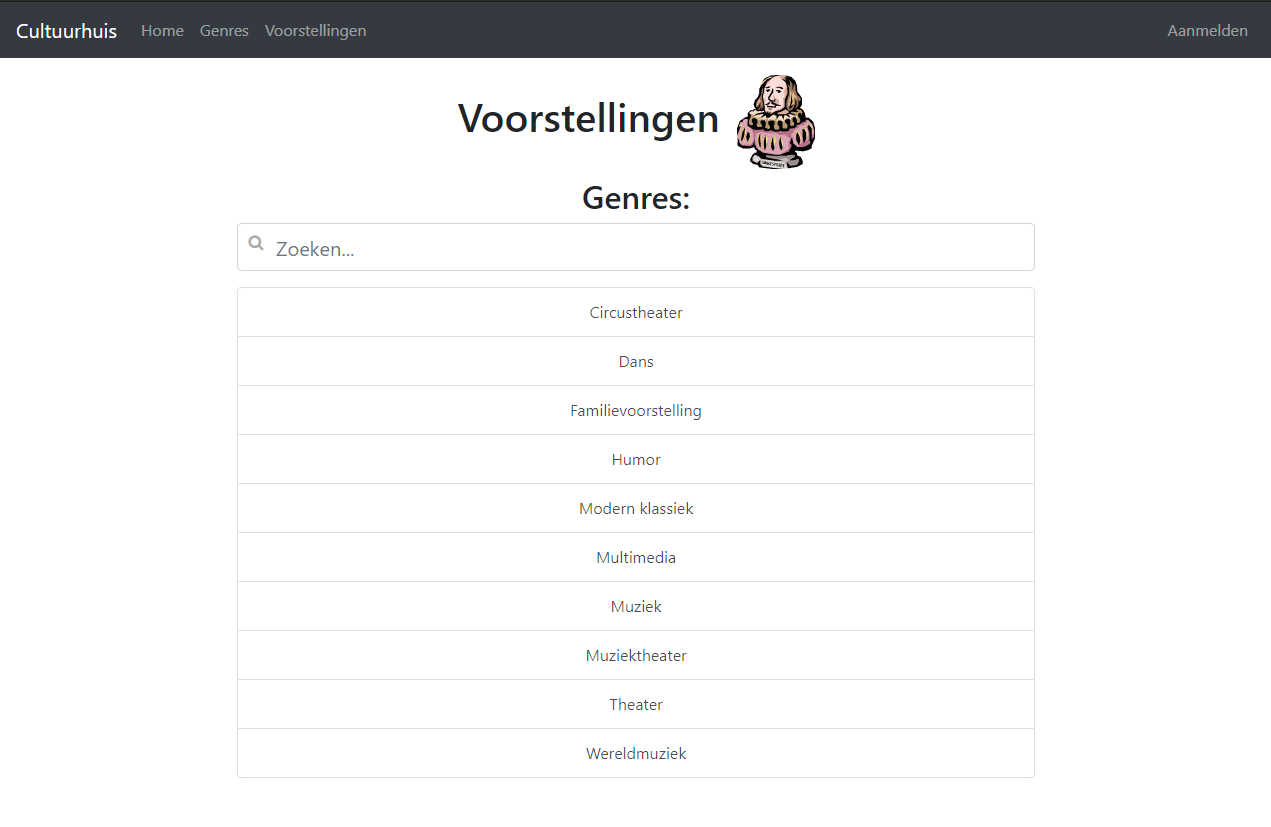 Cultuurhuis Home Genres Voorstellingen Aanmelden
Voorstellingen
Genres:
Zoeken...
Circustheater
Dans
Familievoorstelling
Humor
Modern klassiek
Multimedia
Muziek
Muziektheater
Theater
Wereldmuziek